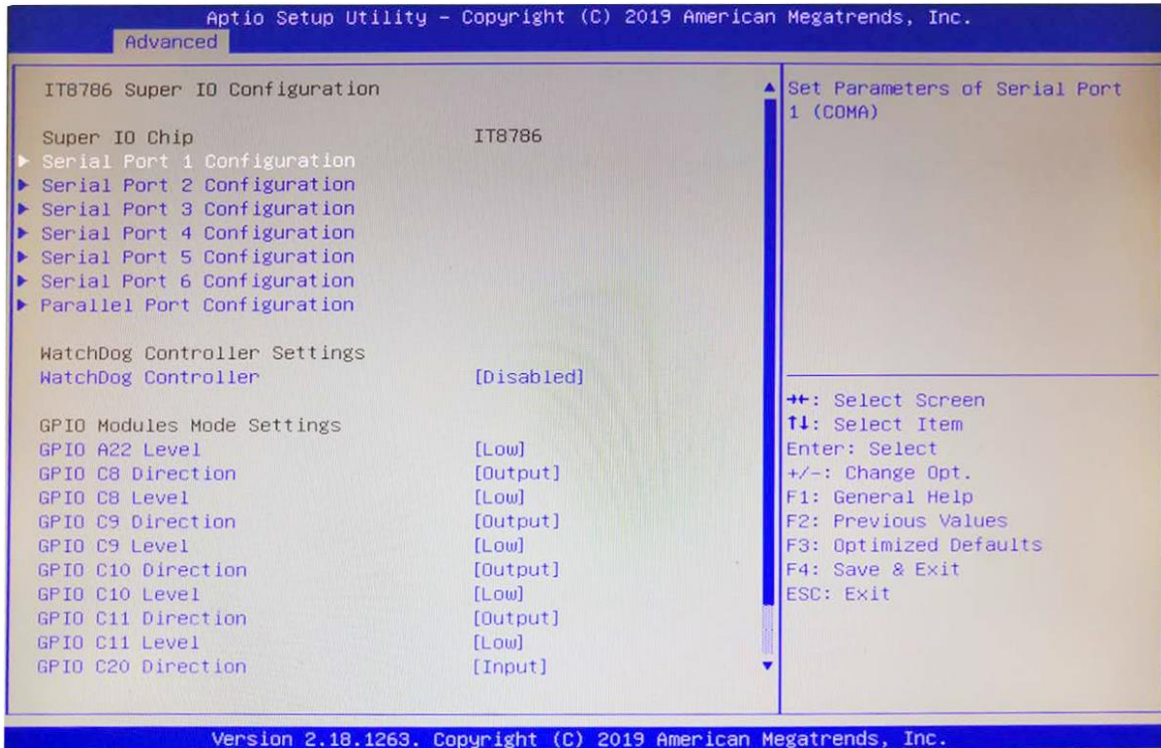 Aptio Setup Utility – Copyright (C) 2019 American Megatrends, Inc.
Advanced
IT8786 Super IO Configuration
Super IO Chip IT8786
Serial Port 1 Configuration
Serial Port 2 Configuration
Serial Port 3 Configuration
Serial Port 4 Configuration
Serial Port 5 Configuration
Serial Port 6 Configuration
Parallel Port Configuration
WatchDog Controller Settings
WatchDog Controller [Disabled]
GPIO Modules Mode Settings
GPIO A22 Level [Low]
GPIO C8 Direction [Output]
GPIO C8 Level [Low]
GPIO C9 Direction [Output]
GPIO C9 Level [Low]
GPIO C10 Direction [Output]
GPIO C10 Level [Low]
GPIO C11 Direction [Output]
GPIO C11 Level [Low]
GPIO C20 Direction [Input]
Set Parameters of Serial Port
1 (COMA)
→←: Select Screen
↑↓: Select Item
Enter: Select
+/-: Change Opt.
F1: General Help
F2: Previous Values
F3: Optimized Defaults
F4: Save & Exit
ESC: Exit
Version 2.18.1263. Copyright (C) 2019 American Megatrends, Inc.